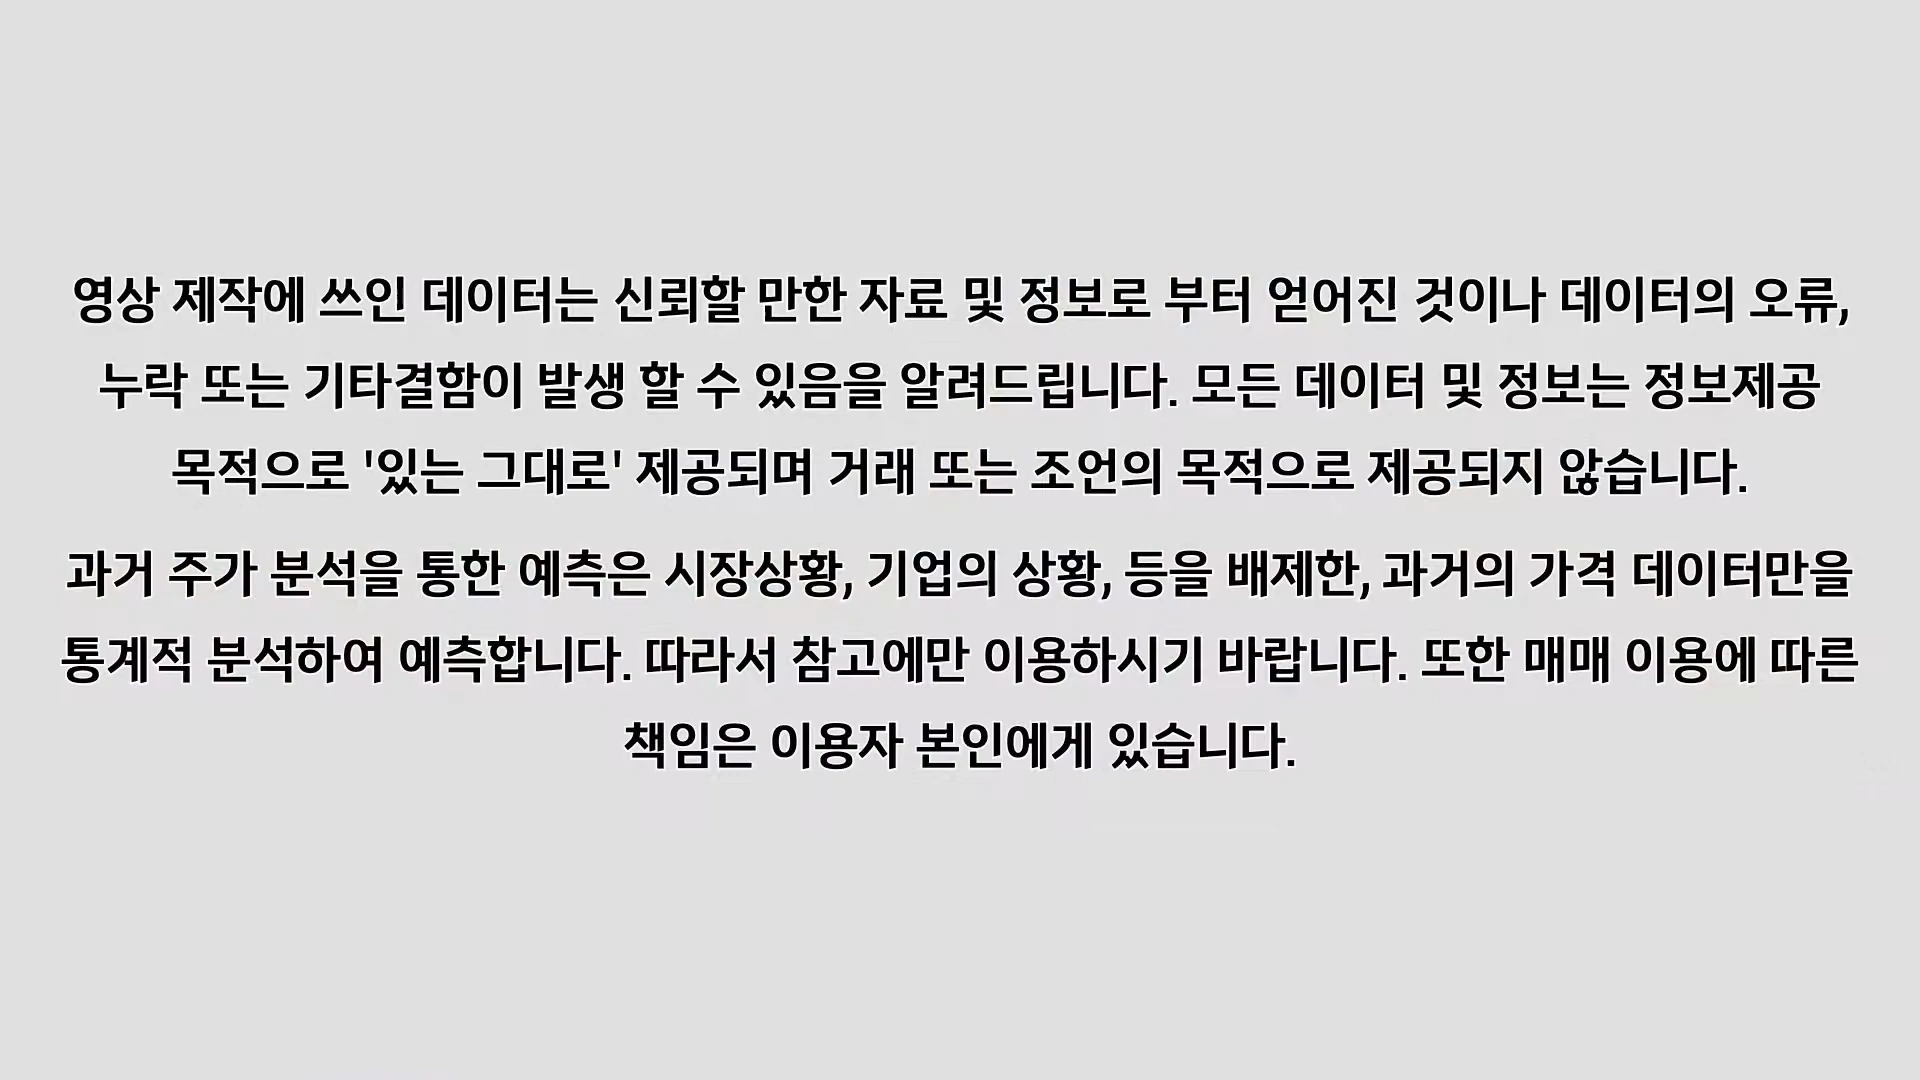 영상 제작에 쓰인 데이터는 신뢰할 만한 자료 및 정보로 부터 얻어진 것이나 데이터의 오류,
누락 또는 기타결함이 발생 할 수 있음을 알려드립니다. 모든 데이터 및 정보는 정보제공
목적으로 '있는 그대로' 제공되며 거래 또는 조언의 목적으로 제공되지 않습니다.
과거 주가 분석을 통한 예측은 시장상황, 기업의 상황, 등을 배제한, 과거의 가격 데이터만을
통계적 분석하여 예측합니다. 따라서 참고에만 이용하시기 바랍니다. 또한 매매 이용에 따른
책임은 이용자 본인에게 있습니다.